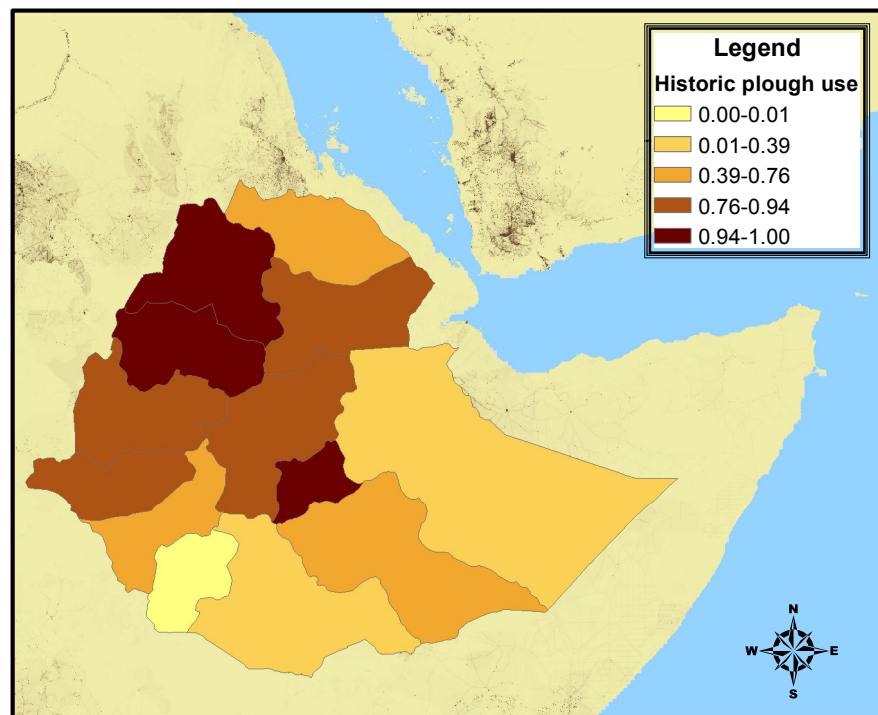 Legend
Historic plough use
0.00-0.01
0.01-0.39
0.39-0.76
0.76-0.94
0.94-1.00
N
W E
S